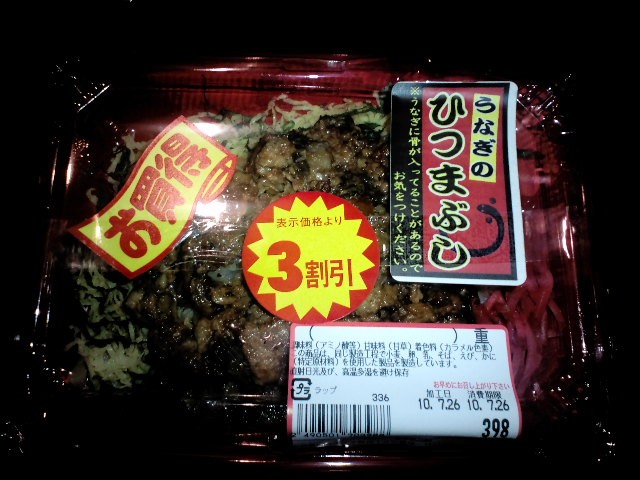 うなぎの
ひつまぶし
※うなぎに骨が入ってることがあるので
お気をつけください。
お買得
表示価格より
3割引
( ) 重
味料(アミノ酸等)甘味料(甘草)着色料(カラメル色素)
この商品は、同じ製造工程で小麦、卵、乳、そば、えび、かに
(特定原材料)を使用した製品を製造しています。
直射日光及び、高温多湿を避け保存
プラ ラップ
336
お早めにお召し上がり下さい
加工日 消費期限
10. 7.26 10. 7.26
398